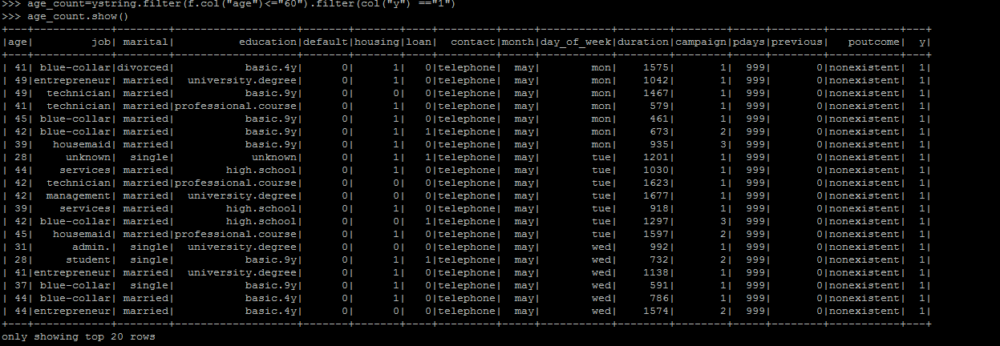 >>> age_count=ystring.filter(f.col("age")<="60").filter(col("y") =="1")
>>> age_count.show()
+---+------------+--------+-------------------+-------+-------+----+---------+-----+-----------+--------+--------+-----+--------+-----------+---+
|age|         job| marital|          education|default|housing|loan|  contact|month|day_of_week|duration|campaign|pdays|previous|   poutcome|  y|
+---+------------+--------+-------------------+-------+-------+----+---------+-----+-----------+--------+--------+-----+--------+-----------+---+
| 41| blue-collar|divorced|           basic.4y|      0|      1|   0|telephone|  may|        mon|    1575|       1|  999|       0|nonexistent|  1|
| 49|entrepreneur| married|  university.degree|      0|      1|   0|telephone|  may|        mon|    1042|       1|  999|       0|nonexistent|  1|
| 49|  technician| married|           basic.9y|      0|      0|   0|telephone|  may|        mon|    1467|       1|  999|       0|nonexistent|  1|
| 41|  technician| married|professional.course|      0|      1|   0|telephone|  may|        mon|     579|       1|  999|       0|nonexistent|  1|
| 45| blue-collar| married|           basic.9y|      0|      1|   0|telephone|  may|        mon|     461|       1|  999|       0|nonexistent|  1|
| 42| blue-collar| married|           basic.9y|      0|      1|   1|telephone|  may|        mon|     673|       2|  999|       0|nonexistent|  1|
| 39|   housemaid| married|           basic.9y|      0|      1|   0|telephone|  may|        mon|     935|       3|  999|       0|nonexistent|  1|
| 28|     unknown|  single|            unknown|      0|      1|   1|telephone|  may|        tue|    1201|       1|  999|       0|nonexistent|  1|
| 44|    services| married|        high.school|      0|      1|   0|telephone|  may|        tue|    1030|       1|  999|       0|nonexistent|  1|
| 42|  technician| married|professional.course|      0|      0|   0|telephone|  may|        tue|    1623|       1|  999|       0|nonexistent|  1|
| 42|  management| married|  university.degree|      0|      0|   0|telephone|  may|        tue|    1677|       1|  999|       0|nonexistent|  1|
| 39|    services| married|        high.school|      0|      1|   0|telephone|  may|        tue|     918|       1|  999|       0|nonexistent|  1|
| 42| blue-collar| married|        high.school|      0|      0|   1|telephone|  may|        tue|    1297|       3|  999|       0|nonexistent|  1|
| 45|   housemaid| married|professional.course|      0|      1|   0|telephone|  may|        tue|    1597|       2|  999|       0|nonexistent|  1|
| 31|      admin.|  single|  university.degree|      0|      0|   0|telephone|  may|        wed|     992|       1|  999|       0|nonexistent|  1|
| 28|     student|  single|           basic.9y|      0|      1|   1|telephone|  may|        wed|     732|       2|  999|       0|nonexistent|  1|
| 41|entrepreneur| married|  university.degree|      0|      1|   0|telephone|  may|        wed|    1138|       1|  999|       0|nonexistent|  1|
| 37| blue-collar|  single|           basic.9y|      0|      1|   0|telephone|  may|        wed|     591|       1|  999|       0|nonexistent|  1|
| 44| blue-collar| married|           basic.4y|      0|      1|   0|telephone|  may|        wed|     786|       1|  999|       0|nonexistent|  1|
| 44|entrepreneur| married|           basic.4y|      0|      0|   0|telephone|  may|        wed|    1574|       2|  999|       0|nonexistent|  1|
+---+------------+--------+-------------------+-------+-------+----+---------+-----+-----------+--------+--------+-----+--------+-----------+---+
only showing top 20 rows